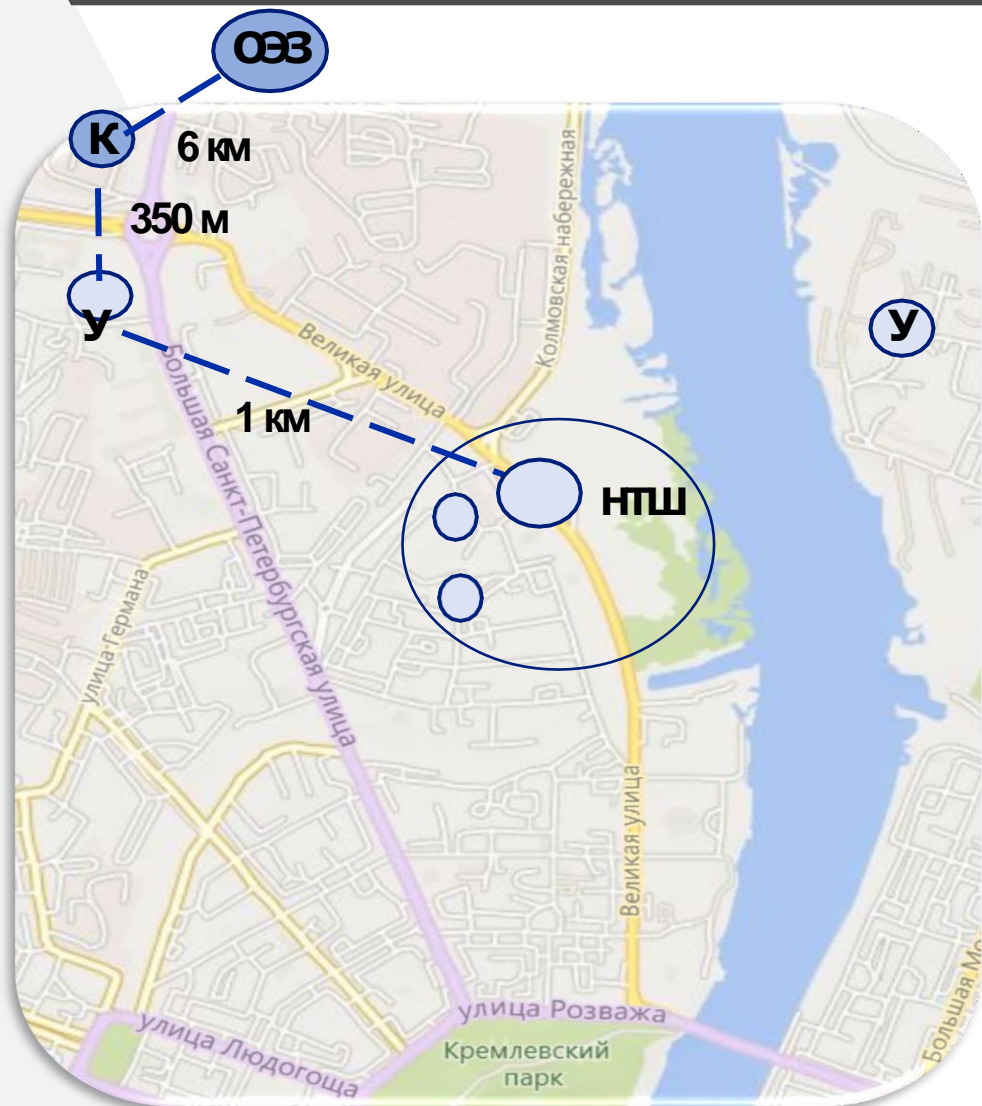 ОЭЗ
К
6 км
350 м
У
У
1 км
НТШ
Колмовская набережная
Великая улица
Большая Санкт-Петербургская улица
улица Германа
Великая улица
улица Розважа
улица Людогоща
Кремлевский
парк
Большая Мо